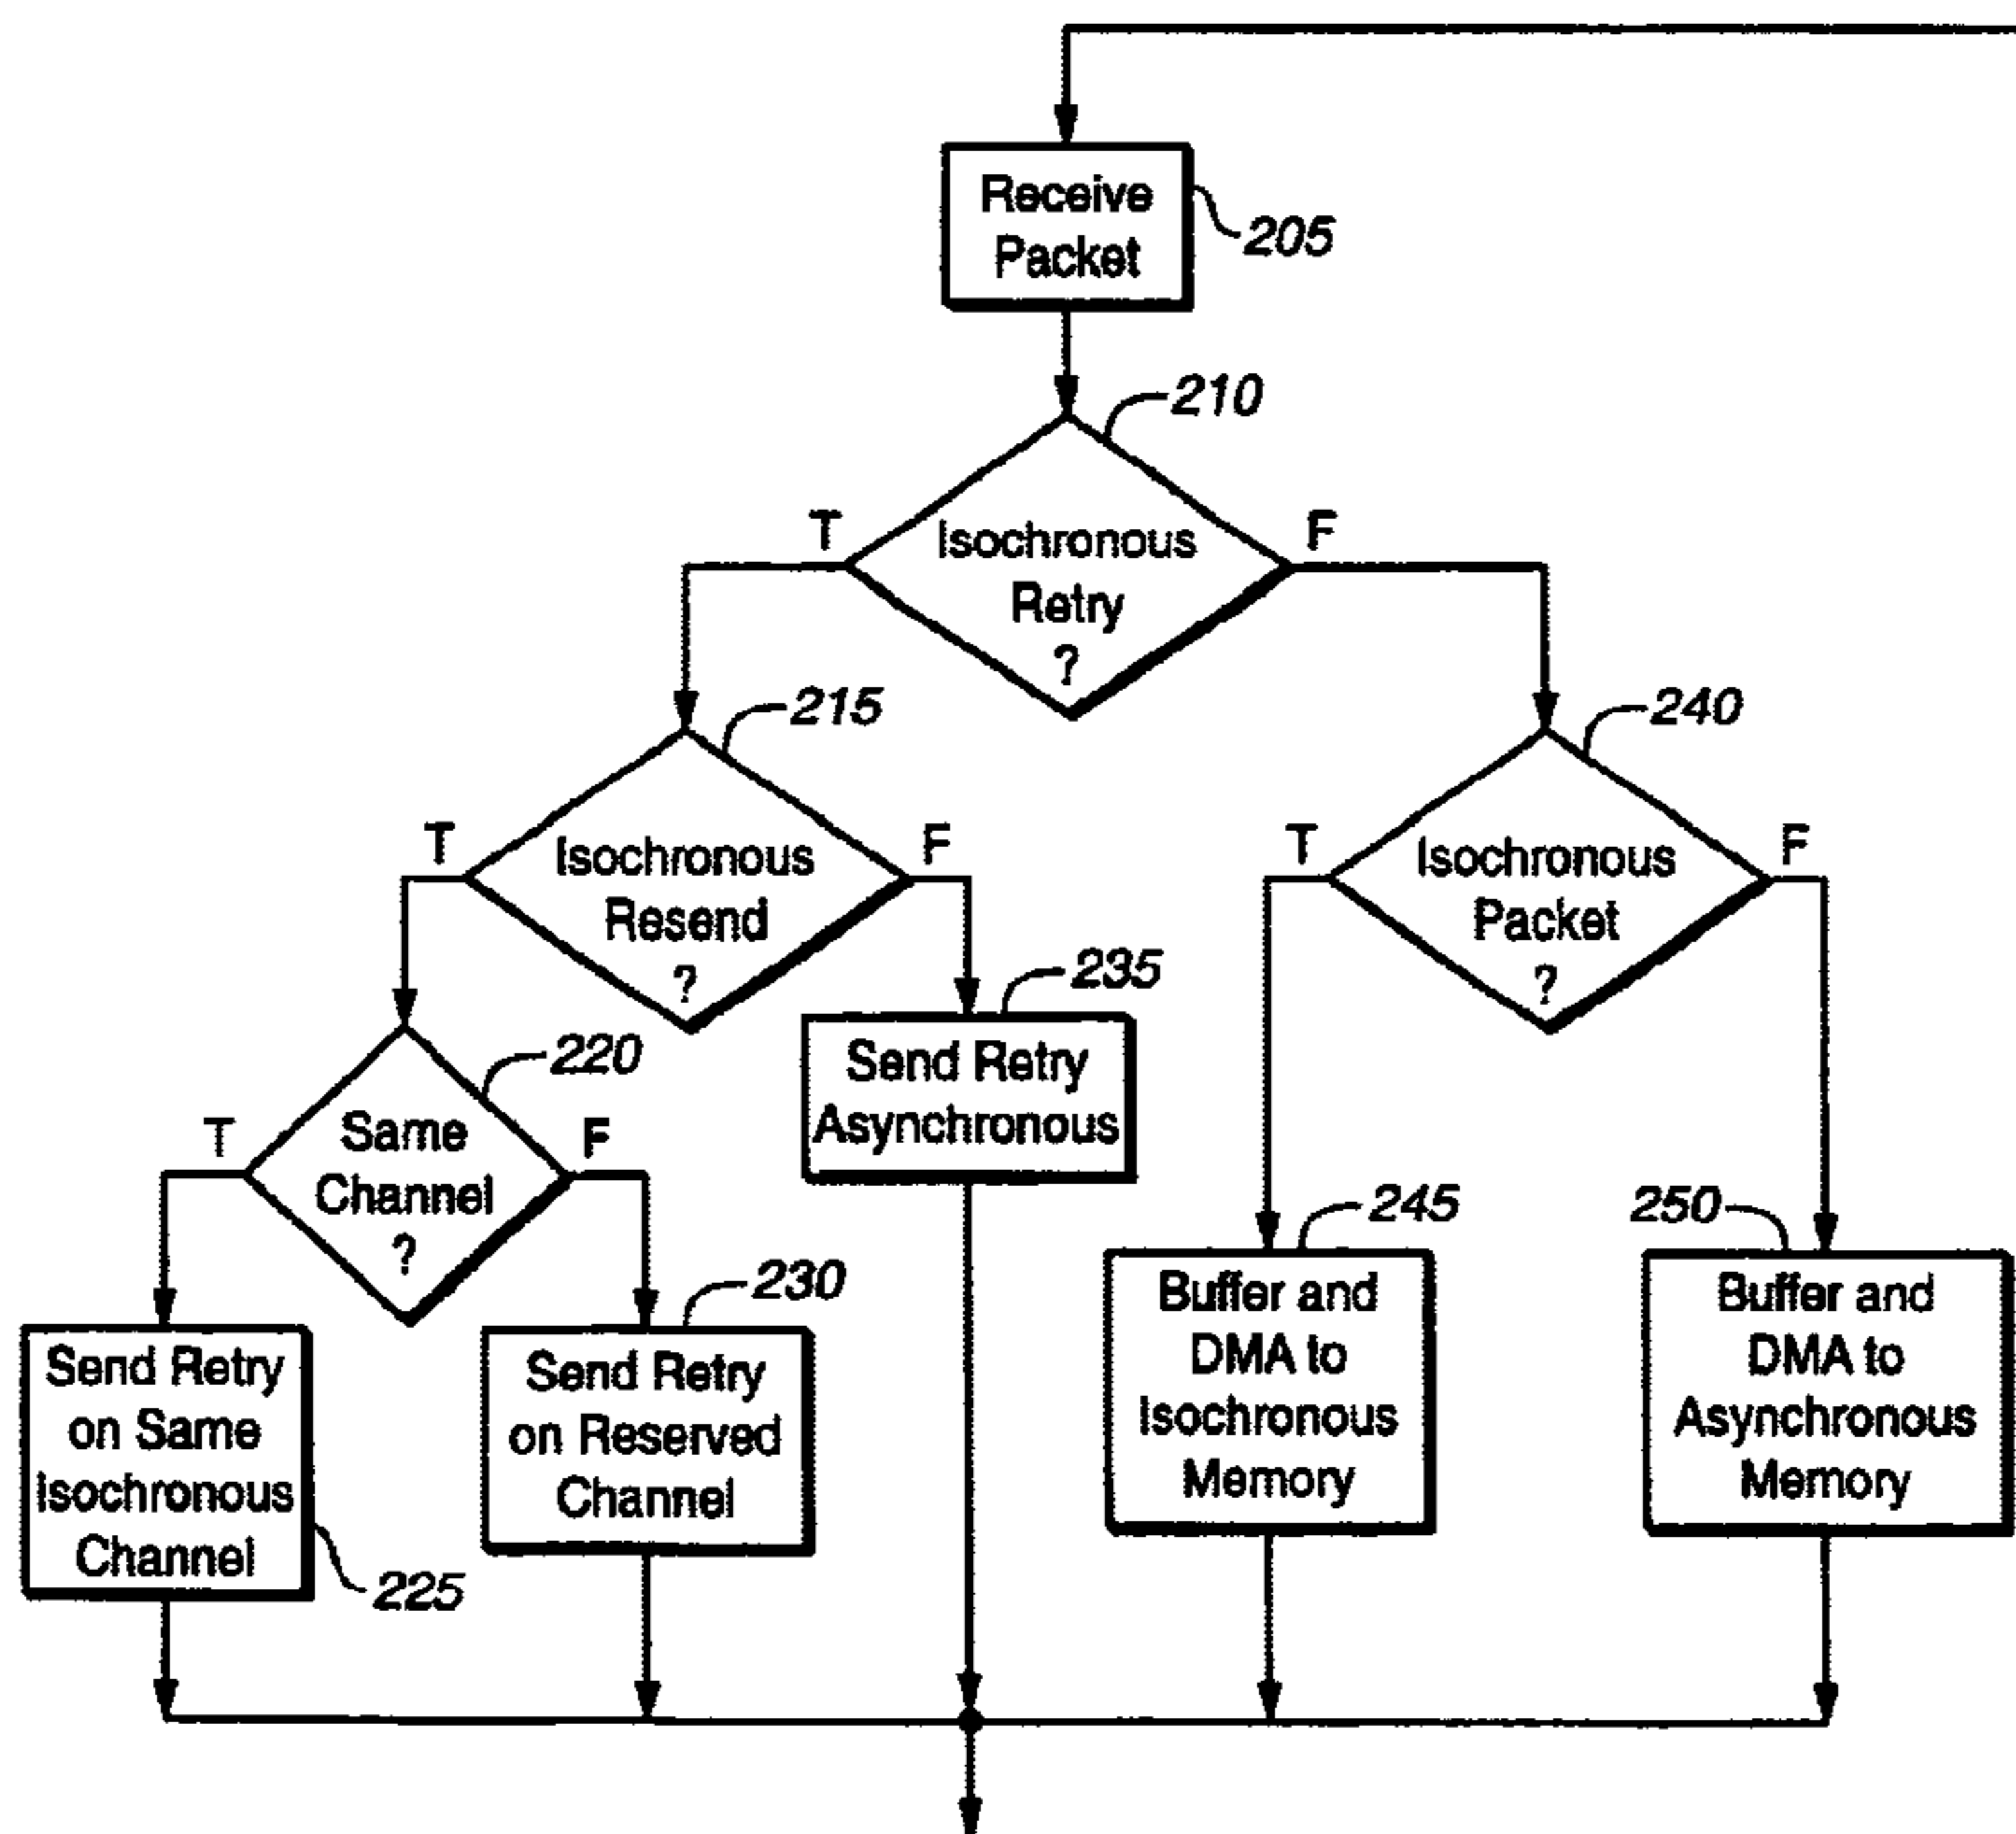 Receive
Packet
205
210
T
F
Isochronous
Retry
?
215
240
T
F
Isochronous
Resend
?
T
F
Isochronous
Packet
?
235
Send Retry
Asynchronous
220
T
F
Same
Channel
?
245
250
230
Send Retry
on Same
Isochronous
Channel
225
Send Retry
on Reserved
Channel
Buffer and
DMA to
Isochronous
Memory
Buffer and
DMA to
Asynchronous
Memory